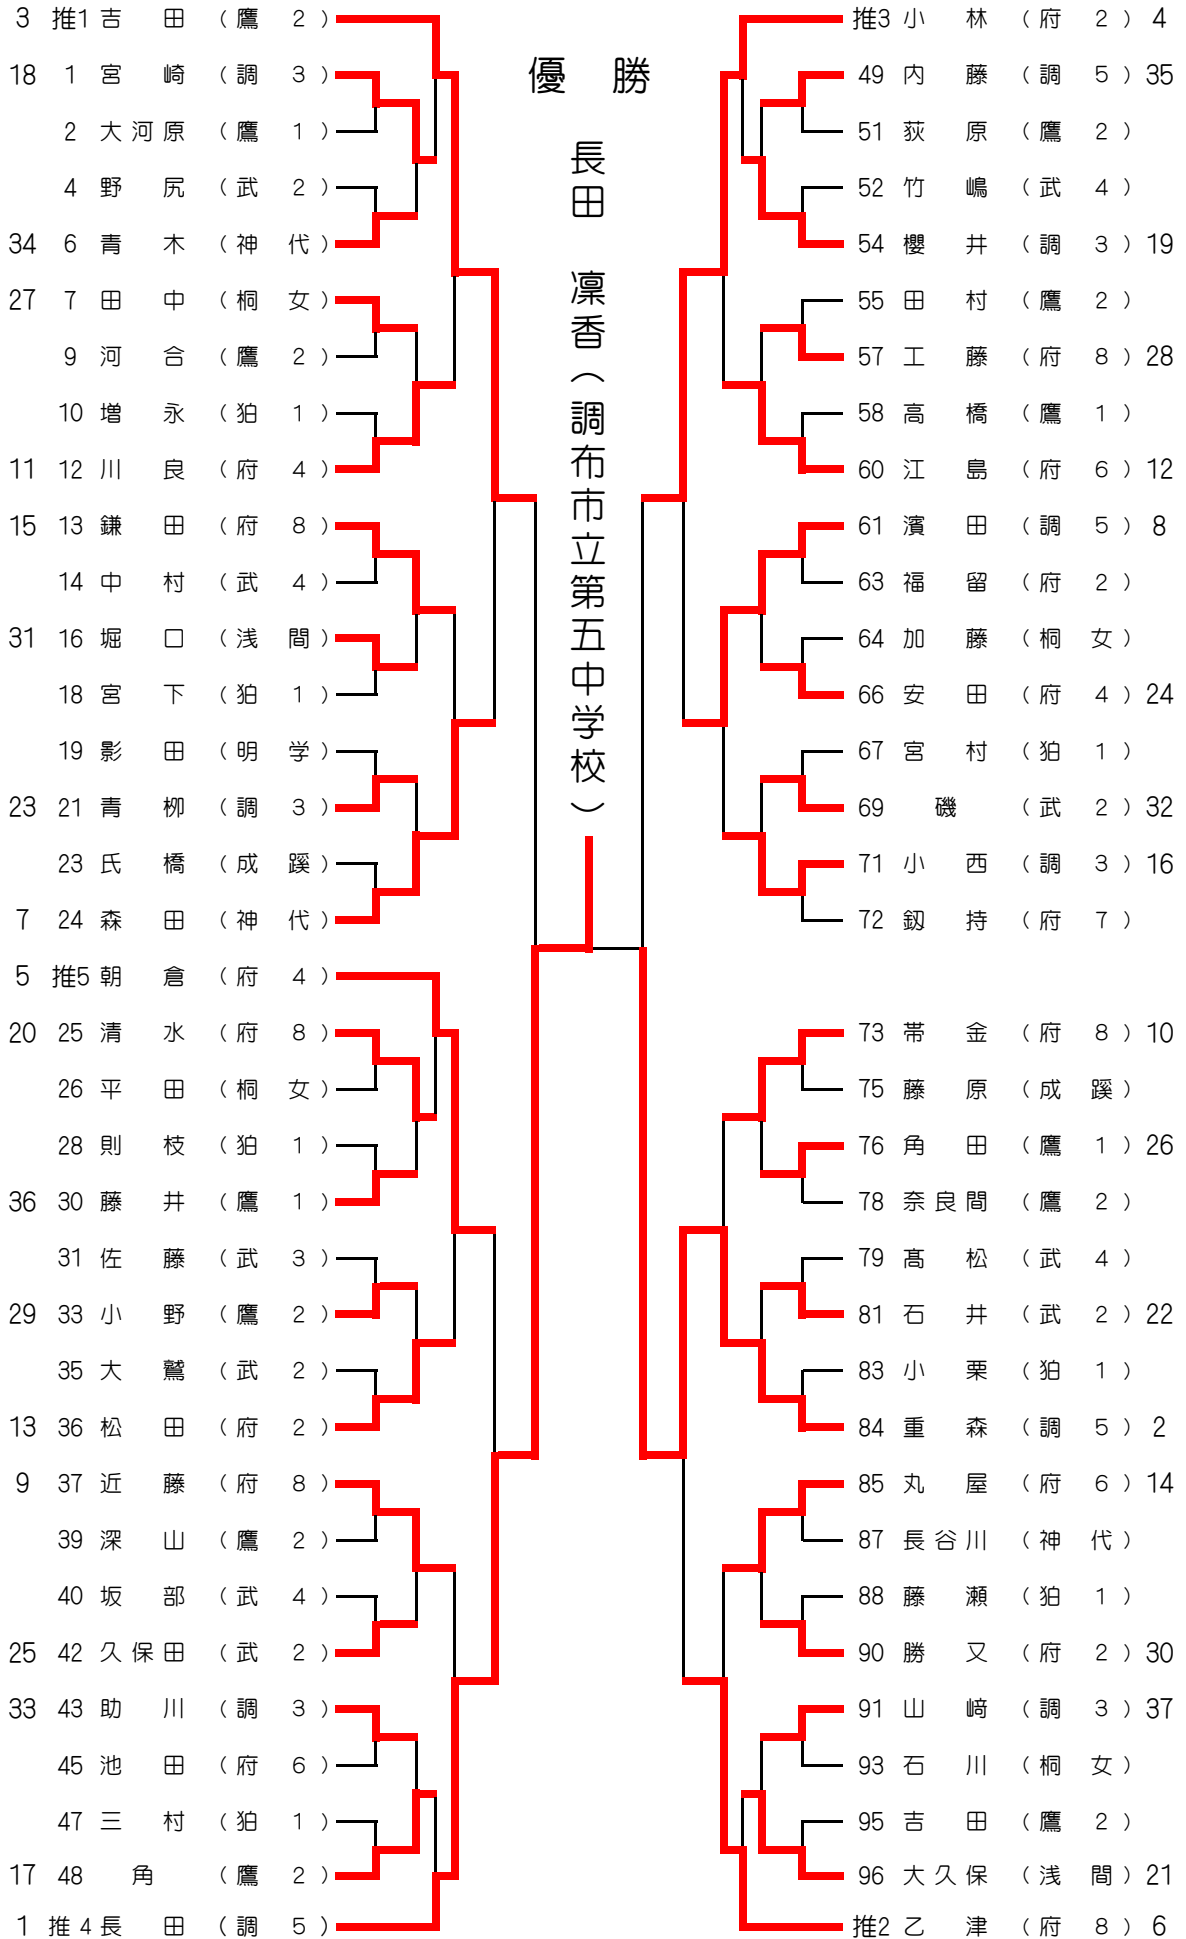 優勝
長田 凜香（調布市立第五中学校）
3 推1 吉田（鷹2）
18 1 宮崎（調3）
2 大河原（鷹1）
4 野尻（武2）
34 6 青木（神代）
27 7 田中（桐女）
9 河合（鷹2）
10 増永（狛1）
11 12 川良（府4）
15 13 鎌田（府8）
14 中村（武4）
31 16 堀口（浅間）
18 宮下（狛1）
19 影田（明学）
23 21 青栁（調3）
23 氏橋（成蹊）
7 24 森田（神代）
5 推5 朝倉（府4）
20 25 清水（府8）
26 平田（桐女）
28 則枝（狛1）
36 30 藤井（鷹1）
31 佐藤（武3）
29 33 小野（鷹2）
35 大鷲（武2）
13 36 松田（府2）
9 37 近藤（府8）
39 深山（鷹2）
40 坂部（武4）
25 42 久保田（武2）
33 43 助川（調3）
45 池田（府6）
47 三村（狛1）
17 48 角（鷹2）
1 推4 長田（調5）
推3 小林（府2） 4
49 内藤（調5） 35
51 荻原（鷹2）
52 竹嶋（武4）
54 櫻井（調3） 19
55 田村（鷹2）
57 工藤（府8） 28
58 高橋（鷹1）
60 江島（府6） 12
61 濱田（調5） 8
63 福留（府2）
64 加藤（桐女）
66 安田（府4） 24
67 宮村（狛1）
69 磯（武2） 32
71 小西（調3） 16
72 釼持（府7）
73 帯金（府8） 10
75 藤原（成蹊）
76 角田（鷹1） 26
78 奈良間（鷹2）
79 髙松（武4）
81 石井（武2） 22
83 小栗（狛1）
84 重森（調5） 2
85 丸屋（府6） 14
87 長谷川（神代）
88 藤瀬（狛1）
90 勝又（府2） 30
91 山﨑（調3） 37
93 石川（桐女）
95 吉田（鷹2）
96 大久保（浅間） 21
推2 乙津（府8） 6